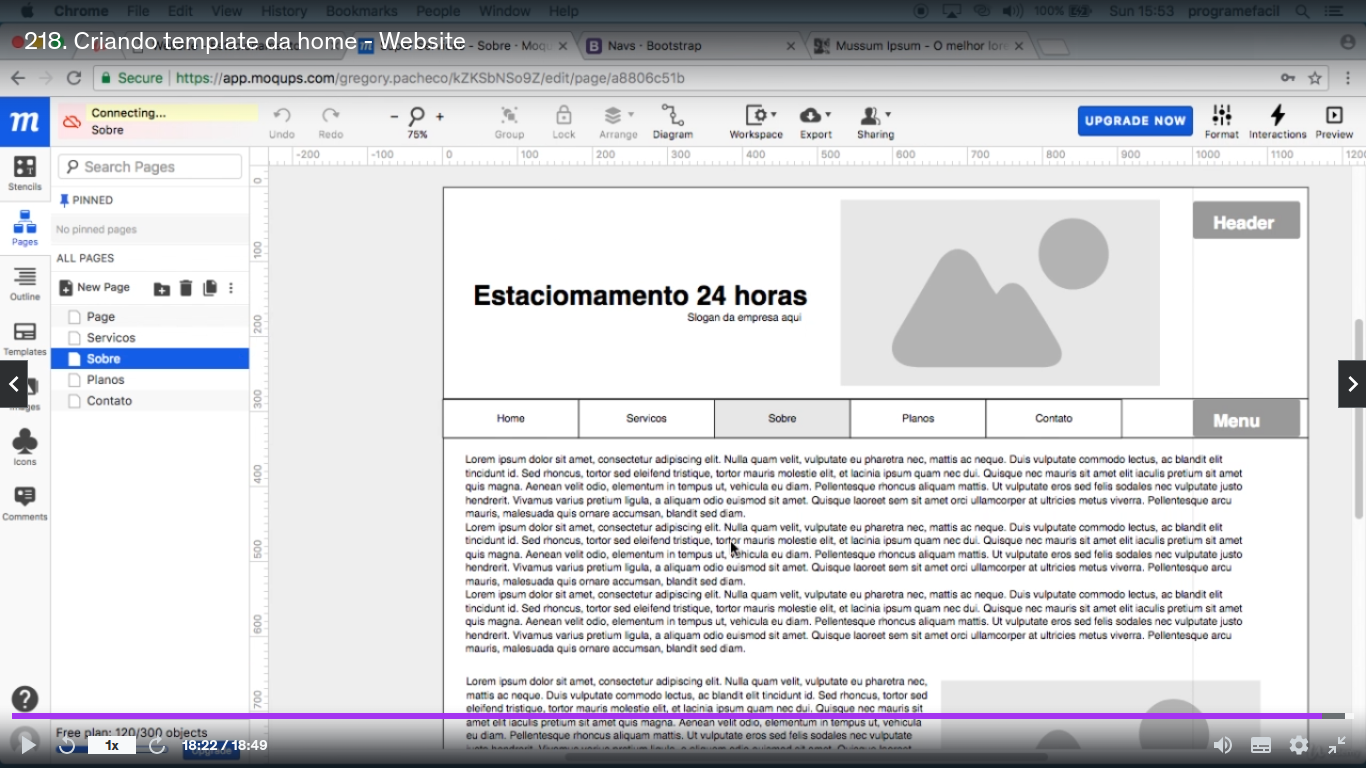 Chrome File Edit View History Bookmarks People Window Help 100% Sun 15:53 programefacil
218. Criando template da home - Website
- Sobre · Moqu × Navs · Bootstrap × Mussum Ipsum - O melhor lor ×
Secure https://app.moqups.com/gregory.pacheco/kZKSbNSo9Z/edit/page/a8806c51b
m
Connecting...
Sobre
Undo Redo 75% Group Lock Arrange Diagram Workspace Export Sharing UPGRADE NOW Format Interactions Preview
-200 -100 0 100 200 300 400 500 600 700 800 900 1000 1100 1200
0 100 200 300 400 500 600 700
Stencils
Pages
Outline
Templates
Icons
Comments
Search Pages
PINNED
No pinned pages
ALL PAGES
New Page
Page
Servicos
Sobre
Planos
Contato
Header
Estaciomamento 24 horas
Slogan da empresa aqui
Home Servicos Sobre Planos Contato Menu
Lorem ipsum dolor sit amet, consectetur adipiscing elit. Nulla quam velit, vulputate eu pharetra nec, mattis ac neque. Duis vulputate commodo lectus, ac blandit elit
tincidunt id. Sed rhoncus, tortor sed eleifend tristique, tortor mauris molestie elit, et lacinia ipsum quam nec dui. Quisque nec mauris sit amet elit iaculis pretium sit amet
quis magna. Aenean velit odio, elementum in tempus ut, vehicula eu diam. Pellentesque rhoncus aliquam mattis. Ut vulputate eros sed felis sodales nec vulputate justo
hendrerit. Vivamus varius pretium ligula, a aliquam odio euismod sit amet. Quisque laoreet sem sit amet orci ullamcorper at ultricies metus viverra. Pellentesque arcu
mauris, malesuada quis ornare accumsan, blandit sed diam.
Lorem ipsum dolor sit amet, consectetur adipiscing elit. Nulla quam velit, vulputate eu pharetra nec, mattis ac neque. Duis vulputate commodo lectus, ac blandit elit
tincidunt id. Sed rhoncus, tortor sed eleifend tristique, tortor mauris molestie elit, et lacinia ipsum quam nec dui. Quisque nec mauris sit amet elit iaculis pretium sit amet
quis magna. Aenean velit odio, elementum in tempus ut, vehicula eu diam. Pellentesque rhoncus aliquam mattis. Ut vulputate eros sed felis sodales nec vulputate justo
hendrerit. Vivamus varius pretium ligula, a aliquam odio euismod sit amet. Quisque laoreet sem sit amet orci ullamcorper at ultricies metus viverra. Pellentesque arcu
mauris, malesuada quis ornare accumsan, blandit sed diam.
Lorem ipsum dolor sit amet, consectetur adipiscing elit. Nulla quam velit, vulputate eu pharetra nec, mattis ac neque. Duis vulputate commodo lectus, ac blandit elit
tincidunt id. Sed rhoncus, tortor sed eleifend tristique, tortor mauris molestie elit, et lacinia ipsum quam nec dui. Quisque nec mauris sit amet elit iaculis pretium sit amet
quis magna. Aenean velit odio, elementum in tempus ut, vehicula eu diam. Pellentesque rhoncus aliquam mattis. Ut vulputate eros sed felis sodales nec vulputate justo
hendrerit. Vivamus varius pretium ligula, a aliquam odio euismod sit amet. Quisque laoreet sem sit amet orci ullamcorper at ultricies metus viverra. Pellentesque arcu
mauris, malesuada quis ornare accumsan, blandit sed diam.
Lorem ipsum dolor sit amet, consectetur adipiscing elit. Nulla quam velit, vulputate eu pharetra nec,
mattis ac neque. Duis vulputate commodo lectus, ac blandit elit tincidunt id. Sed rhoncus, tortor sed
eleifend tristique, tortor mauris molestie elit, et lacinia ipsum quam nec dui. Quisque nec mauris sit
amet elit iaculis pretium sit amet quis magna. Aenean velit odio, elementum in tempus ut, vehicula
eu diam. Pellentesque rhoncus aliquam mattis. Ut vulputate eros sed felis sodales nec vulputate
Free plan: 120/300 objects
1x 18:22 / 18:49